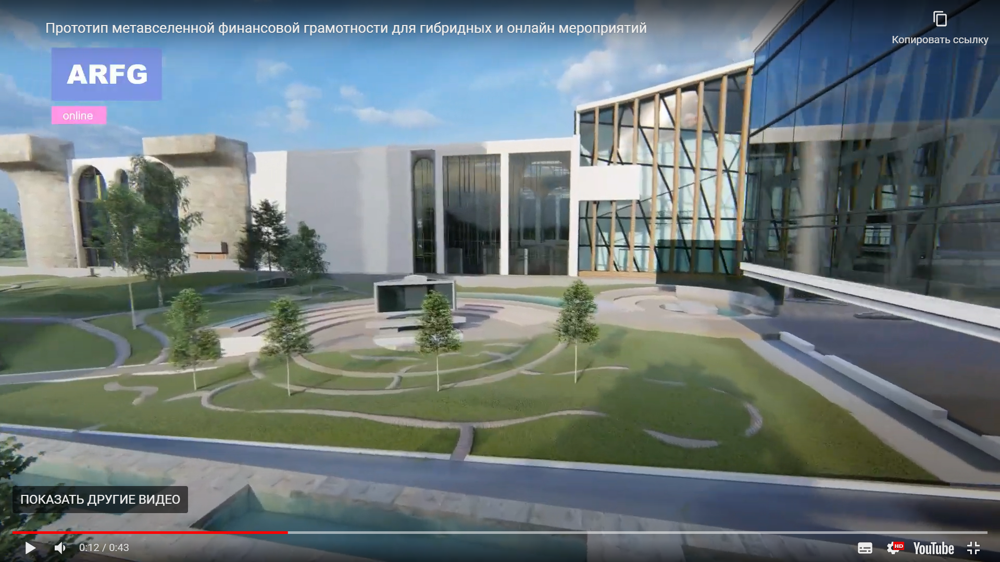 Прототип метавселенной финансовой грамотности для гибридных и онлайн мероприятий
Копировать ссылку
ARFG
online
ПОКАЗАТЬ ДРУГИЕ ВИДЕО
0:12 / 0:43
HD
YouTube